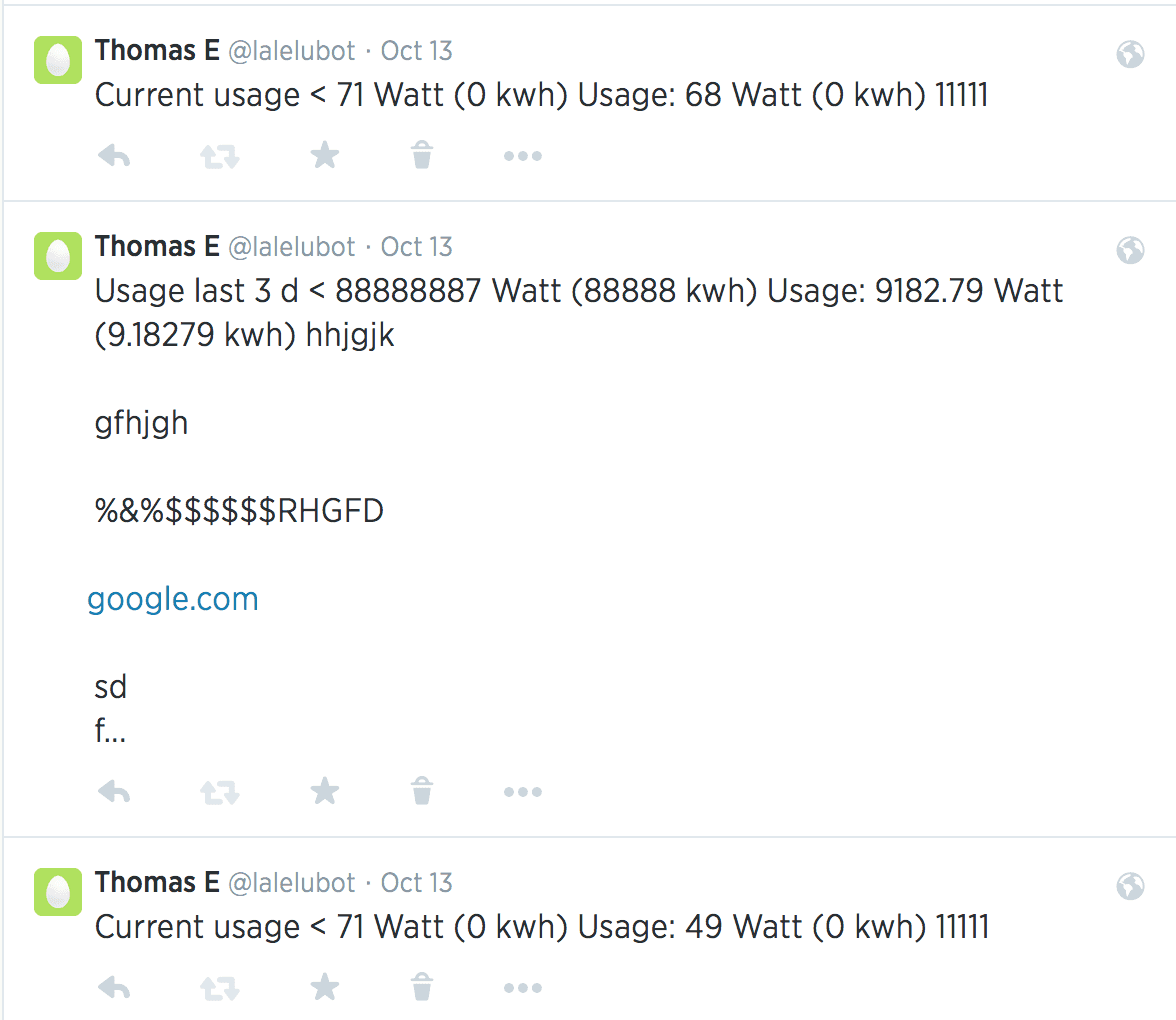 Thomas E @lalelubot · Oct 13
Current usage < 71 Watt (0 kwh) Usage: 68 Watt (0 kwh) 11111
Thomas E @lalelubot · Oct 13
Usage last 3 d < 88888887 Watt (88888 kwh) Usage: 9182.79 Watt
(9.18279 kwh) hhjgjk
gfhjgh
%&%$$$$$$RHGFD
google.com
sd
f...
Thomas E @lalelubot · Oct 13
Current usage < 71 Watt (0 kwh) Usage: 49 Watt (0 kwh) 11111